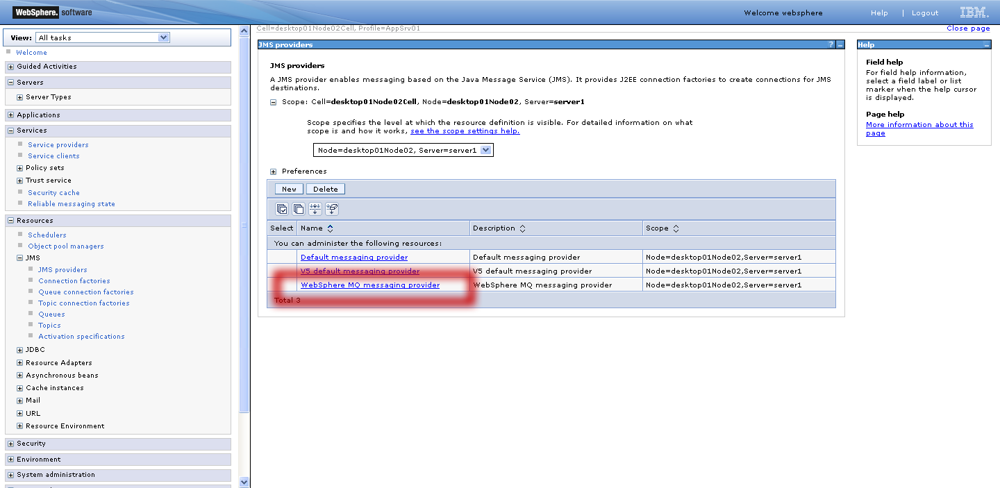 WebSphere. software
Welcome websphere
Help | Logout
IBM.
View: All tasks
Welcome
Guided Activities
Servers
Server Types
Applications
Services
Service providers
Service clients
Policy sets
Trust service
Security cache
Reliable messaging state
Resources
Schedulers
Object pool managers
JMS
JMS providers
Connection factories
Queue connection factories
Topic connection factories
Queues
Topics
Activation specifications
JDBC
Resource Adapters
Asynchronous beans
Cache instances
Mail
URL
Resource Environment
Security
Environment
System administration
Cell=desktop01Node02Cell, Profile=AppSrv01
Close page
JMS providers
?
JMS providers
A JMS provider enables messaging based on the Java Message Service (JMS). It provides J2EE connection factories to create connections for JMS
destinations.
Scope: Cell=desktop01Node02Cell, Node=desktop01Node02, Server=server1
Scope specifies the level at which the resource definition is visible. For detailed information on what
scope is and how it works, see the scope settings help.
Node=desktop01Node02, Server=server1
Preferences
New Delete
Select Name Description Scope
You can administer the following resources:
Default messaging provider Default messaging provider Node=desktop01Node02,Server=server1
V5 default messaging provider V5 default messaging provider Node=desktop01Node02,Server=server1
WebSphere MQ messaging provider WebSphere MQ messaging provider Node=desktop01Node02,Server=server1
Total 3
Help
Field help
For field help information,
select a field label or list
marker when the help cursor
is displayed.
Page help
More information about this
page